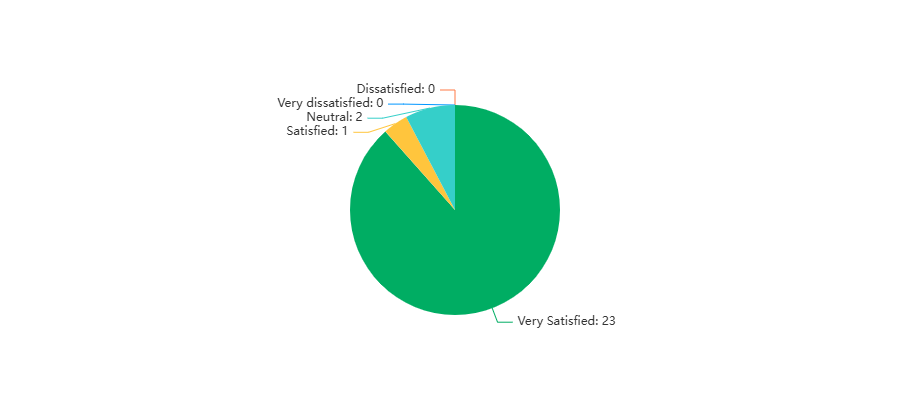 Dissatisfied: 0
Very dissatisfied: 0
Neutral: 2
Satisfied: 1
Very Satisfied: 23